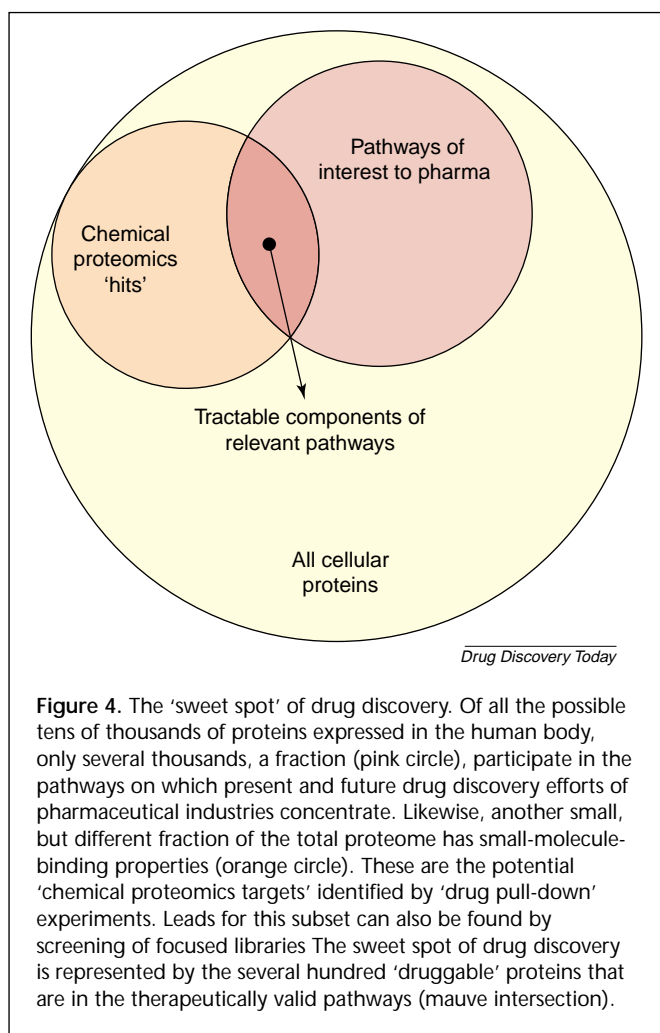 Pathways of
interest to pharma
Chemical
proteomics
‘hits’
Tractable components of
relevant pathways
All cellular
proteins
Drug Discovery Today
Figure 4. The ‘sweet spot’ of drug discovery. Of all the possible
tens of thousands of proteins expressed in the human body,
only several thousands, a fraction (pink circle), participate in the
pathways on which present and future drug discovery efforts of
pharmaceutical industries concentrate. Likewise, another small,
but different fraction of the total proteome has small-molecule-
binding properties (orange circle). These are the potential
‘chemical proteomics targets’ identified by ‘drug pull-down’
experiments. Leads for this subset can also be found by
screening of focused libraries The sweet spot of drug discovery
is represented by the several hundred ‘druggable’ proteins that
are in the therapeutically valid pathways (mauve intersection).